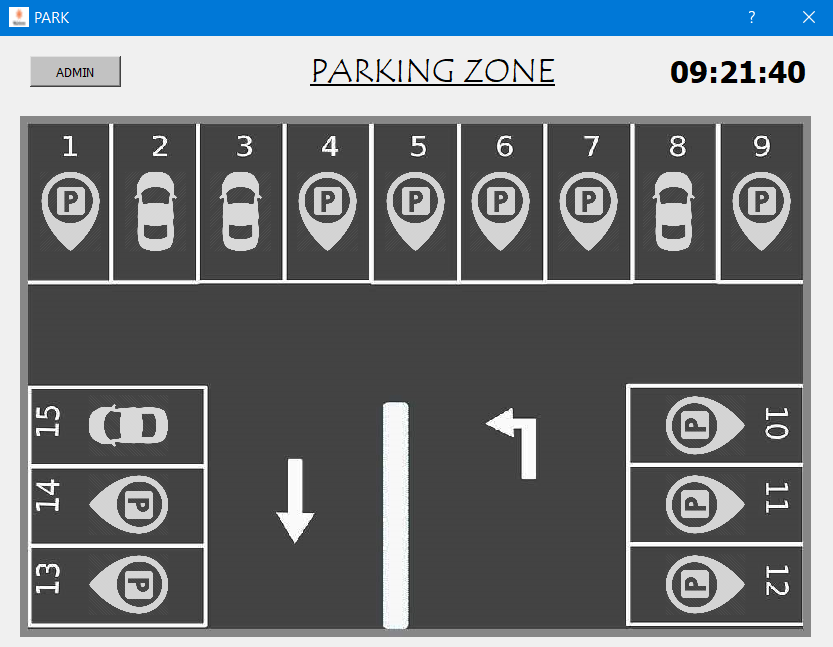 PARK ?
ADMIN PARKING ZONE 09:21:40
1 2 3 4 5 6 7 8 9
P P P P P P
15 P 10
14 P P 11
13 P P 12